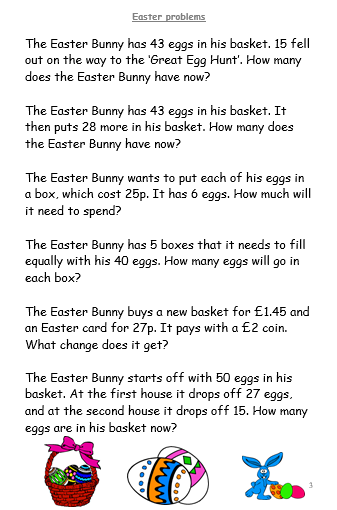 Easter problems
The Easter Bunny has 43 eggs in his basket. 15 fell
out on the way to the ‘Great Egg Hunt’. How many
does the Easter Bunny have now?
The Easter Bunny has 43 eggs in his basket. It
then puts 28 more in his basket. How many does
the Easter Bunny have now?
The Easter Bunny wants to put each of his eggs in
a box, which cost 25p. It has 6 eggs. How much will
it need to spend?
The Easter Bunny has 5 boxes that it needs to fill
equally with his 40 eggs. How many eggs will go in
each box?
The Easter Bunny buys a new basket for £1.45 and
an Easter card for 27p. It pays with a £2 coin.
What change does it get?
The Easter Bunny starts off with 50 eggs in his
basket. At the first house it drops off 27 eggs,
and at the second house it drops off 15. How many
eggs are in his basket now?
3